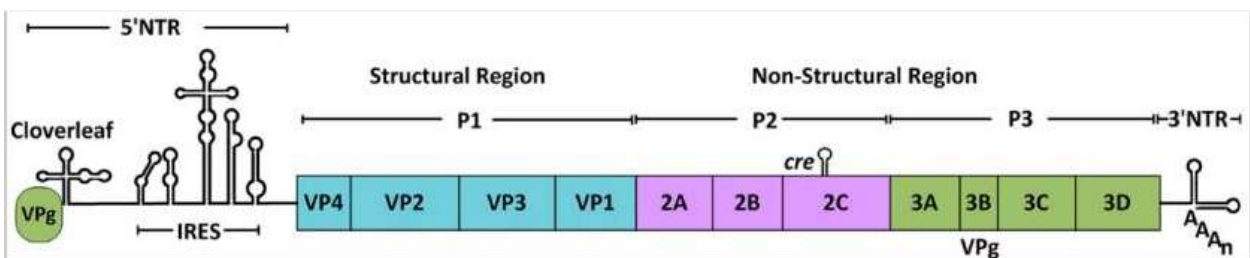 5'NTR
Structural Region
Non-Structural Region
Cloverleaf
P1
P2
P3
3'NTR
cre
VPg
IRES
VP4
VP2
VP3
VP1
2A
2B
2C
3A
3B
3C
3D
VPg
AAAn